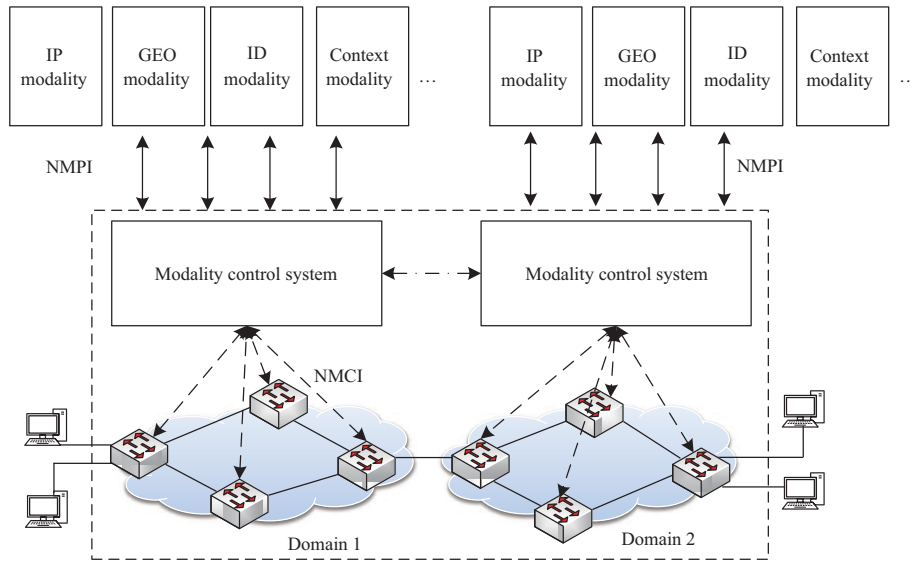 IP
modality
GEO
modality
ID
modality
Context
modality
…
IP
modality
GEO
modality
ID
modality
Context
modality
…
NMPI
NMPI
Modality control system
Modality control system
NMCI
Domain 1
Domain 2